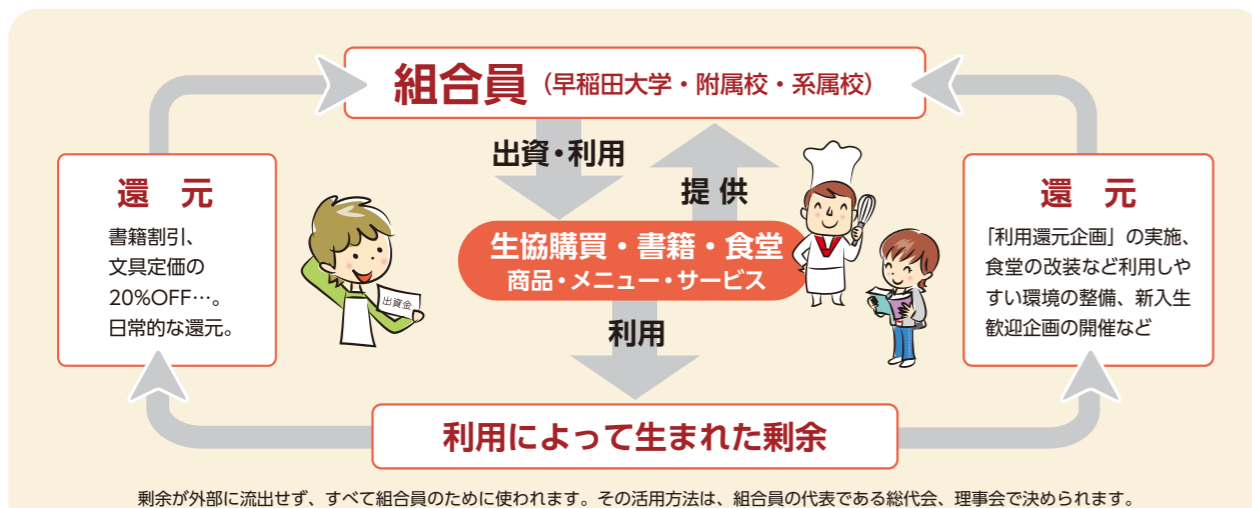 組合員（早稲田大学・附属校・系属校）
出資・利用
提 供
還 元
書籍割引、
文具定価の
20%OFF…。
日常的な還元。
出資金
生協購買・書籍・食堂
商品・メニュー・サービス
還 元
「利用還元企画」の実施、
食堂の改装など利用しや
すい環境の整備、新入生
歓迎企画の開催など
利用
利用によって生まれた剰余
剰余が外部に流出せず、すべて組合員のために使われます。その活用方法は、組合員の代表である総代会、理事会で決められます。